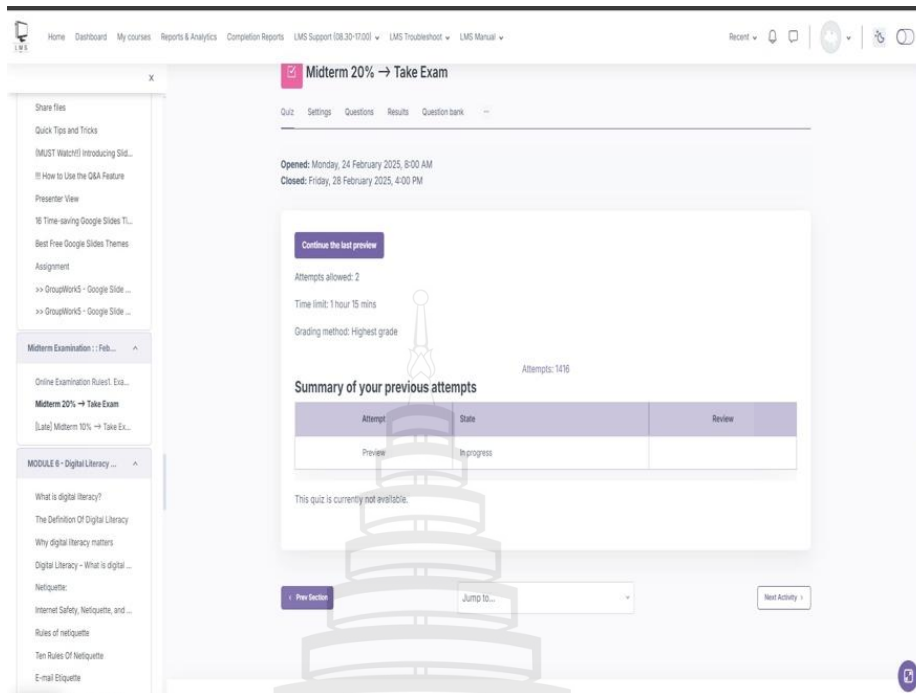 LMS
Home Dashboard My courses Reports & Analytics Completion Reports LMS Support (08.30-17:00) LMS Troubleshoot LMS Manual
Recent
X
Share files
Quick Tips and Tricks
(MUST Watch!!) Introducing Slid...
!!! How to Use the Q&A Feature
Presenter View
16 Time-saving Google Slides Ti...
Best Free Google Slides Themes
Assignment
>> GroupWork5 - Google Slide ...
>> GroupWork5 - Google Slide ...
Midterm Examination : : Feb...
Online Examination Rules1. Exa...
Midterm 20% → Take Exam
[Late] Midterm 10% → Take Ex...
MODULE 6 - Digital Literacy ...
What is digital literacy?
The Definition Of Digital Literacy
Why digital literacy matters
Digital Literacy – What is digital ...
Netiquette:
Internet Safety, Netiquette, and ...
Rules of netiquette
Ten Rules Of Netiquette
E-mail Etiquette
Midterm 20% → Take Exam
Quiz Settings Questions Results Question bank ...
Opened: Monday, 24 February 2025, 8:00 AM
Closed: Friday, 28 February 2025, 4:00 PM
Continue the last preview
Attempts allowed: 2
Time limit: 1 hour 15 mins
Grading method: Highest grade
Attempts: 1416
Summary of your previous attempts
Attempt State Review
Preview In progress
This quiz is currently not available.
‹ Prev Section Jump to... Next Activity ›